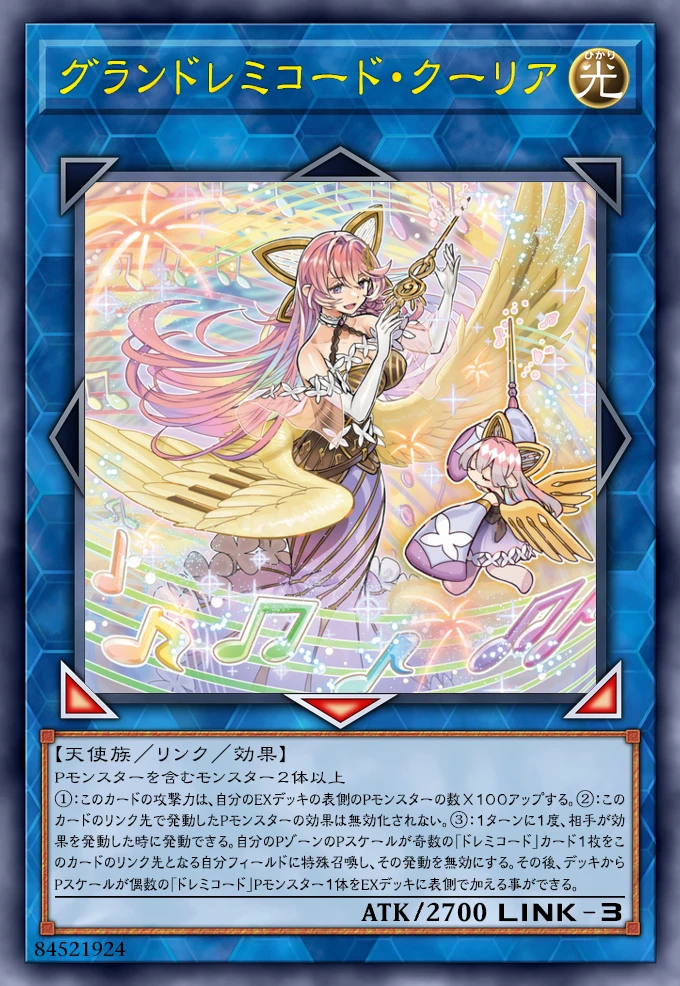 グランドレミコード・クーリア
ひかり
光
【天使族／リンク／効果】
Pモンスターを含むモンスター2体以上
①：このカードの攻撃力は、自分のEXデッキの表側のPモンスターの数×100アップする。②：この
カードのリンク先で発動したPモンスターの効果は無効化されない。③：1ターンに1度、相手が効
果を発動した時に発動できる。自分のPゾーンのPスケールが奇数の「ドレミコード」カード1枚をこ
のカードのリンク先となる自分フィールドに特殊召喚し、その発動を無効にする。その後、デッキから
Pスケールが偶数の「ドレミコード」Pモンスター1体をEXデッキに表側で加える事ができる。
ATK/2700 LINK-3
84521924